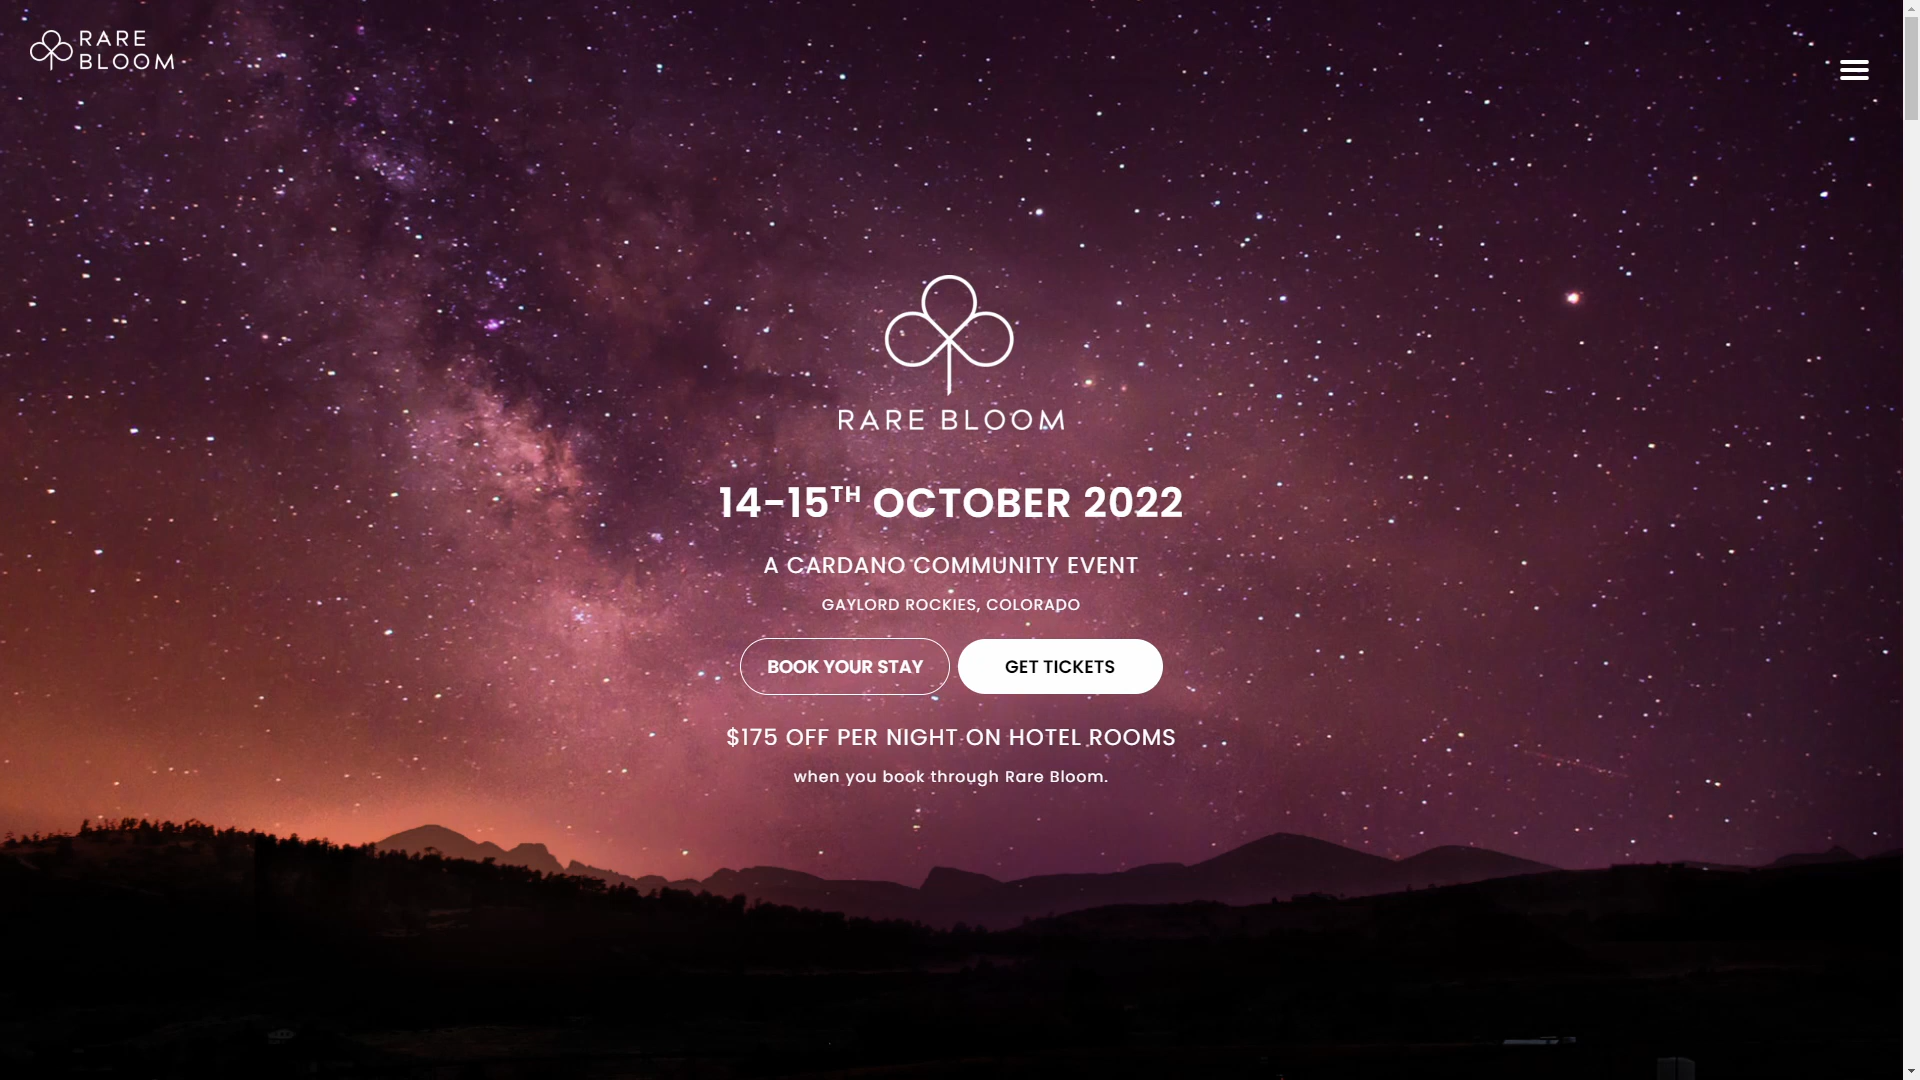 RARE
BLOOM
RARE BLOOM
14-15TH OCTOBER 2022
A CARDANO COMMUNITY EVENT
GAYLORD ROCKIES, COLORADO
BOOK YOUR STAY
GET TICKETS
$175 OFF PER NIGHT ON HOTEL ROOMS
when you book through Rare Bloom.